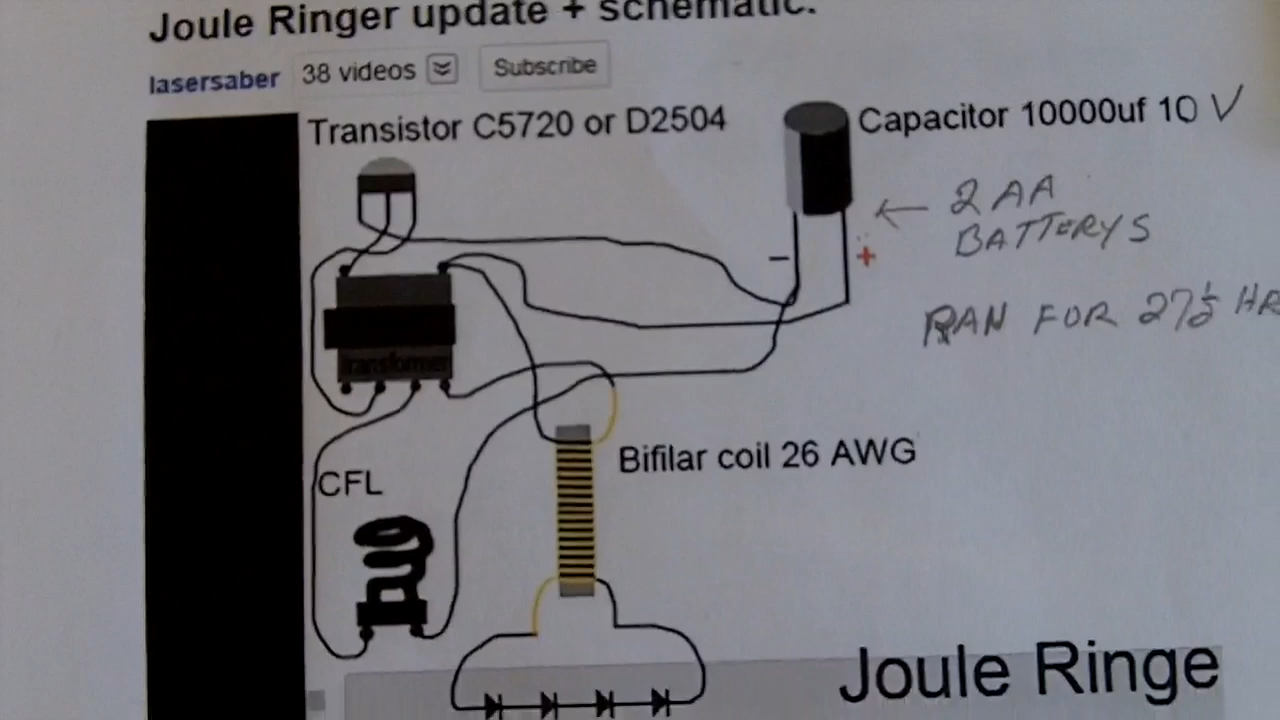 Joule Ringer update + schematic.
lasersaber 38 videos Subscribe
Transistor C5720 or D2504
Capacitor 10000uf 10 V
← 2 AA
BATTERYS
- +
RAN FOR 27½ HR
transformer
Bifilar coil 26 AWG
CFL
Joule Ringe